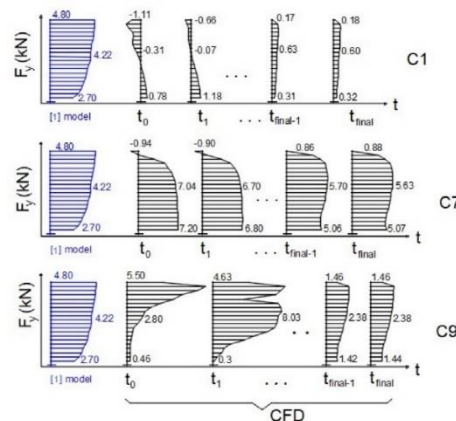 4.80 -1.11 -0.66 0.17 0.18
F_y (kN) 4.22 -0.31 -0.07 0.63 0.60 C1
2.70 0.78 1.18 . . . 0.31 0.32
[1] model t_0 t_1 . . . t_final-1 t_final t
4.80 -0.94 -0.90 0.86 0.88
F_y (kN) 4.22 7.04 6.70 5.70 5.63 C7
2.70 7.20 6.80 5.06 5.07
[1] model t_0 t_1 . . . t_final-1 t_final t
4.80 5.50 4.63 1.46 1.46
F_y (kN) 4.22 2.80 8.03 . . 2.38 2.38 C9
2.70 0.46 0.3 1.42 1.44
[1] model t_0 t_1 . . . t_final-1 t_final t
CFD